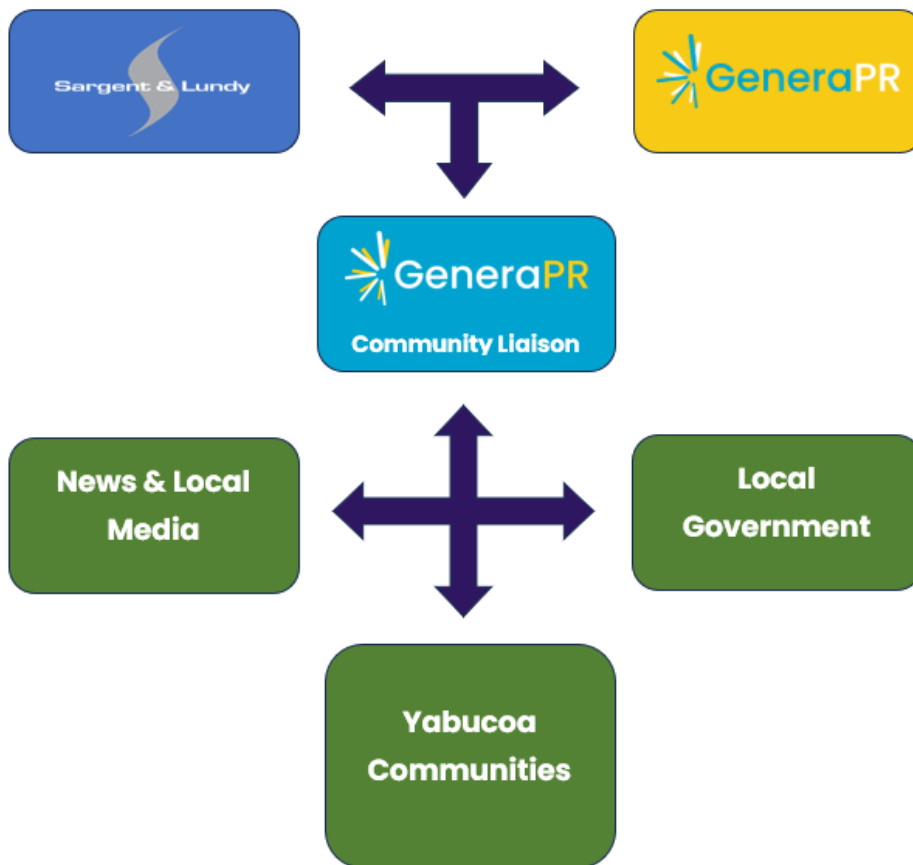 Sargent & Lundy
GeneraPR
GeneraPR
Community Liaison
News & Local
Media
Local
Government
Yabucoa
Communities